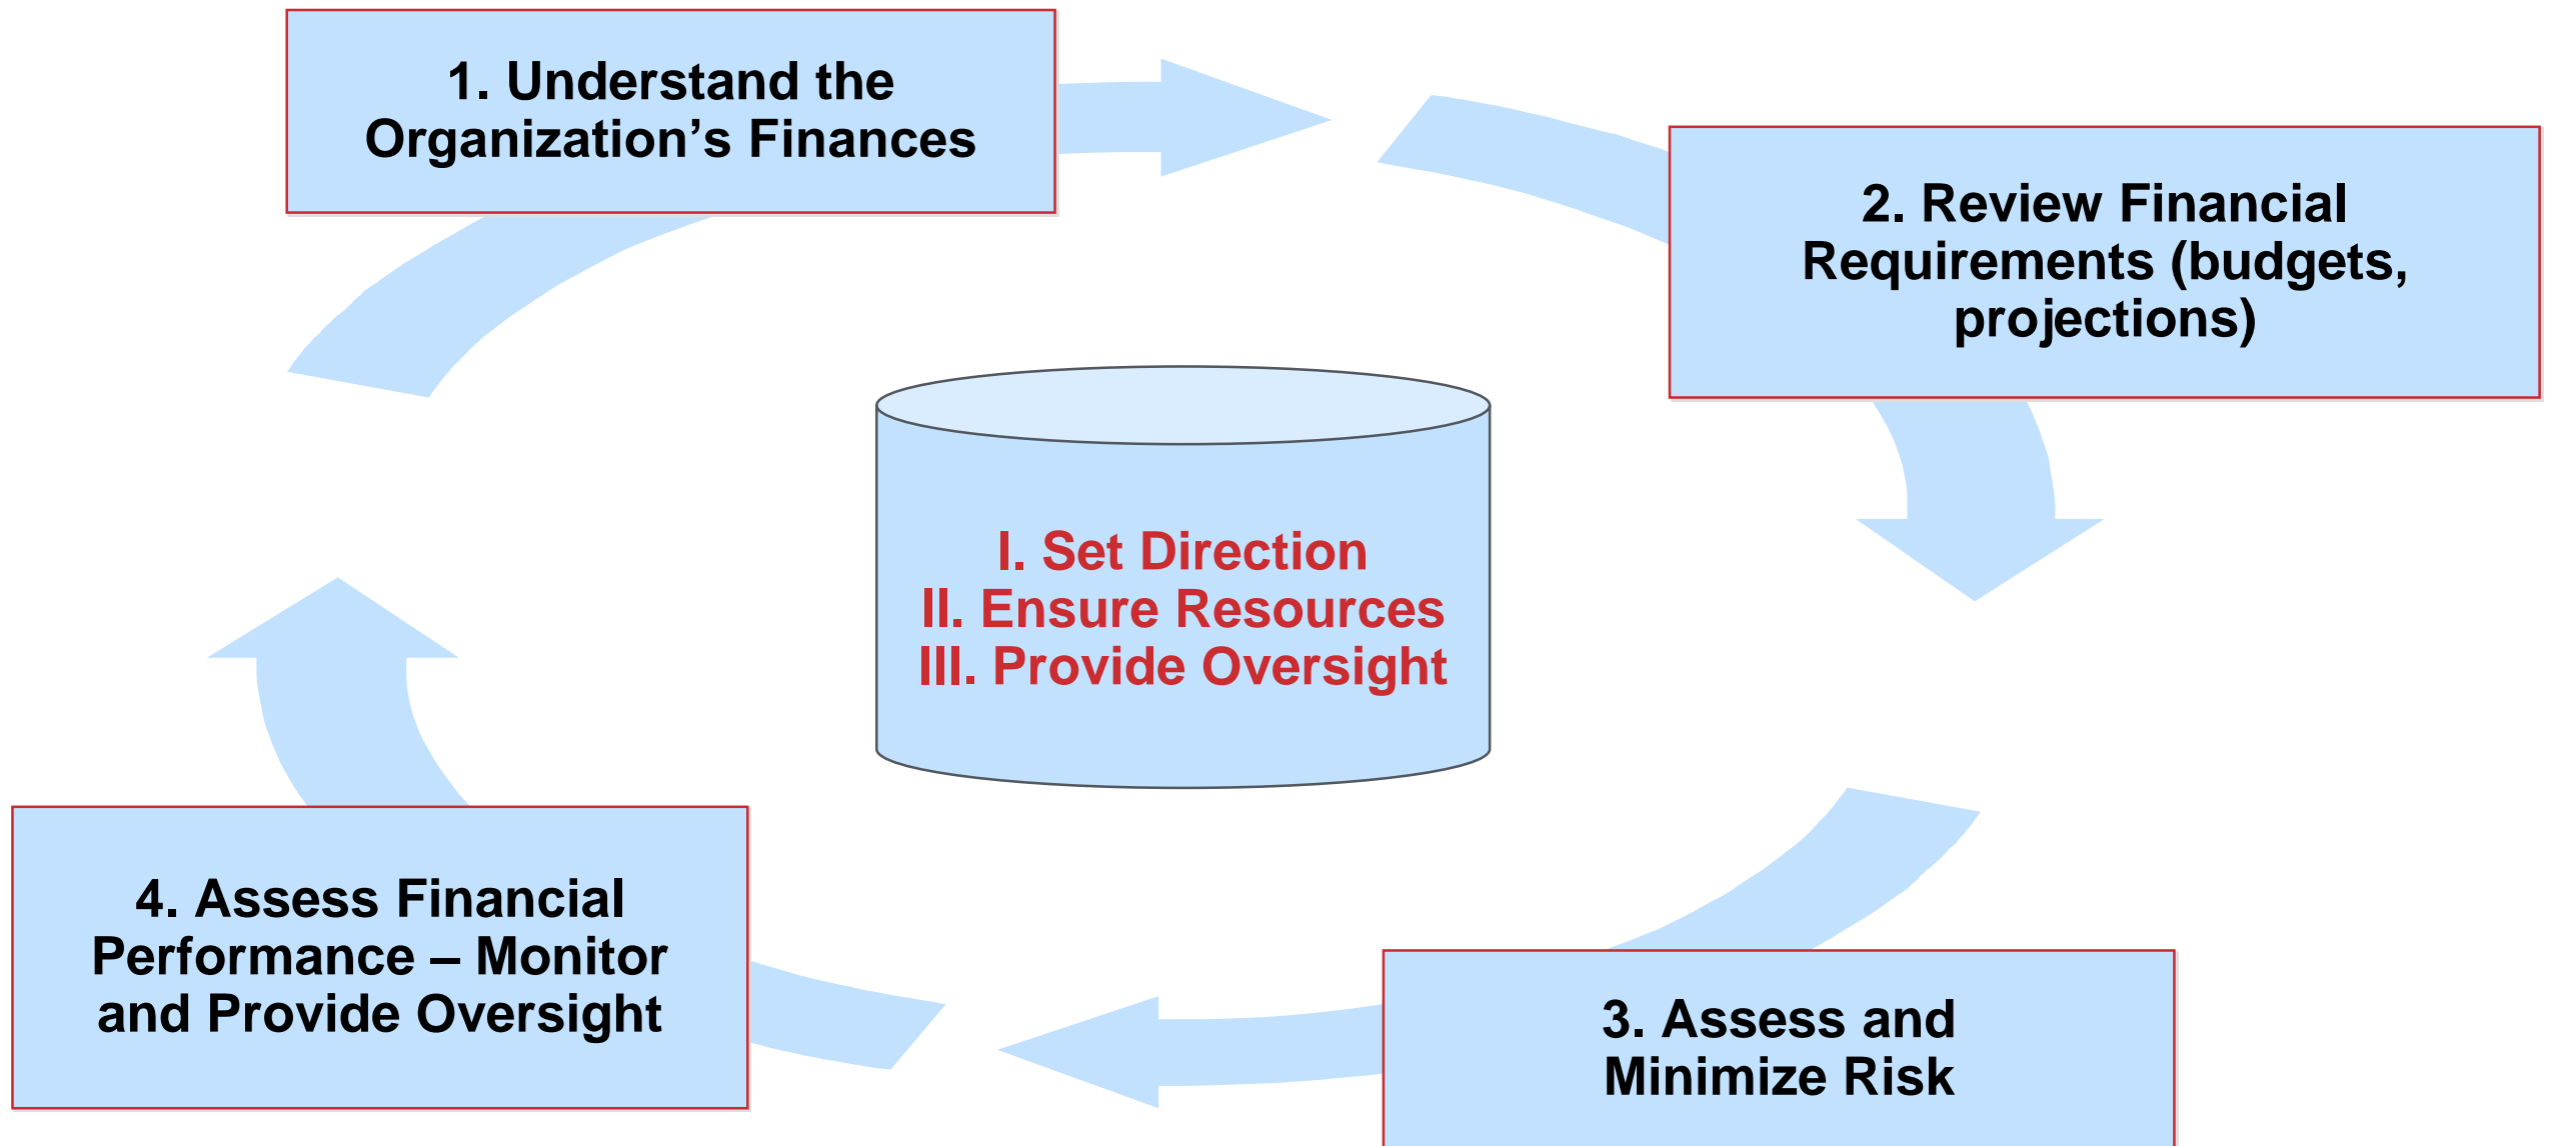 1. Understand the
Organization’s Finances
2. Review Financial
Requirements (budgets,
projections)
I. Set Direction
II. Ensure Resources
III. Provide Oversight
3. Assess and
Minimize Risk
4. Assess Financial
Performance – Monitor
and Provide Oversight